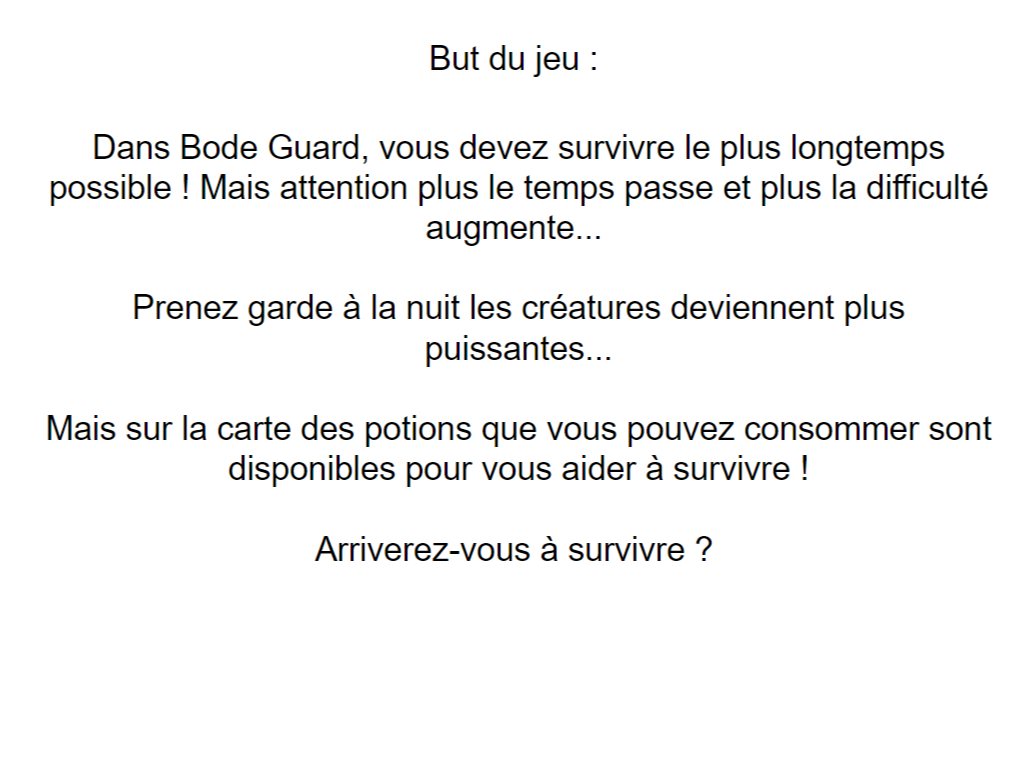 But du jeu :
Dans Bode Guard, vous devez survivre le plus longtemps
possible ! Mais attention plus le temps passe et plus la difficulté
augmente...
Prenez garde à la nuit les créatures deviennent plus
puissantes...
Mais sur la carte des potions que vous pouvez consommer sont
disponibles pour vous aider à survivre !
Arriverez-vous à survivre ?